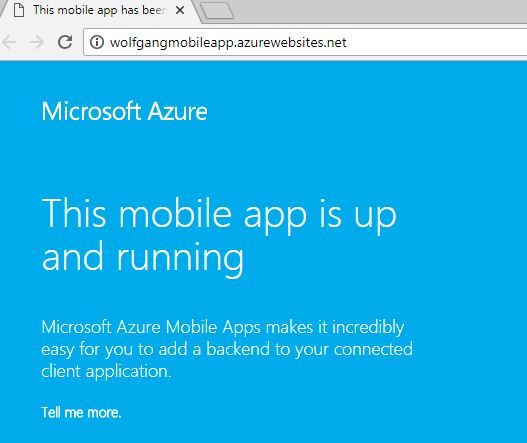 This mobile app has been
wolfgangmobileapp.azurewebsites.net
Microsoft Azure
This mobile app is up
and running
Microsoft Azure Mobile Apps makes it incredibly
easy for you to add a backend to your connected
client application.
Tell me more.